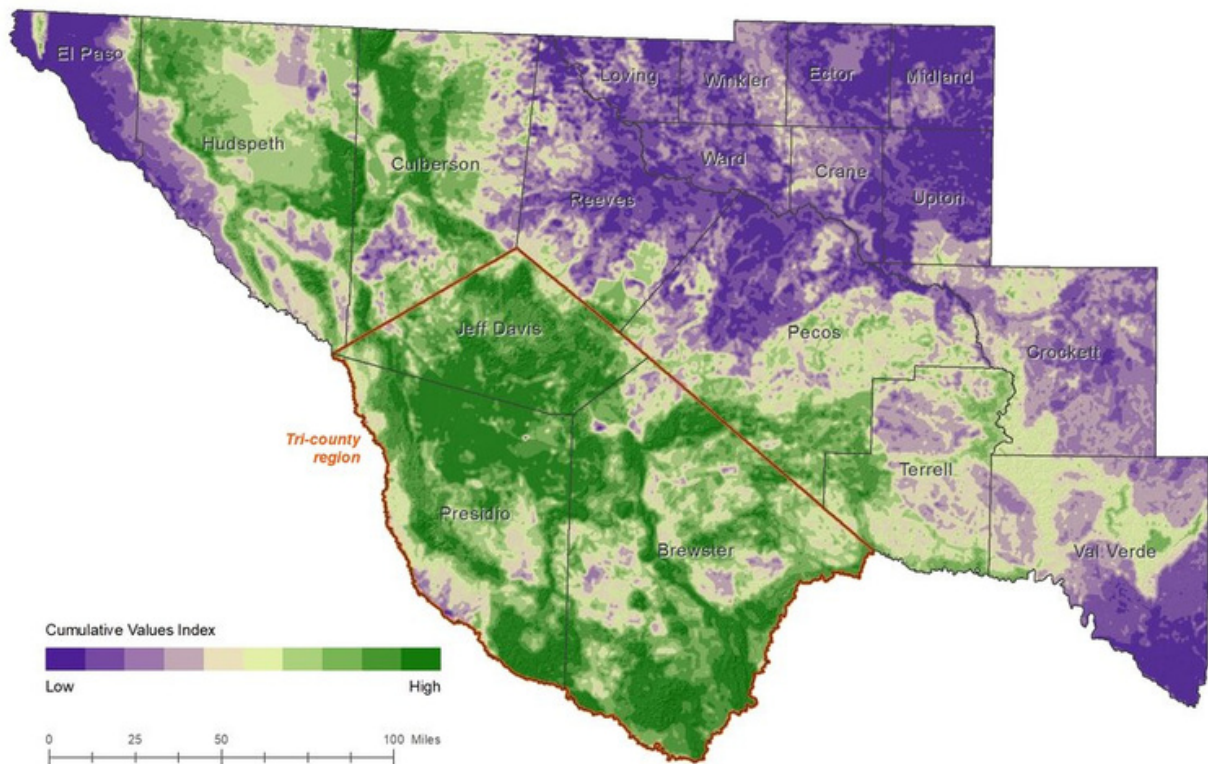 El Paso
Loving
Winkler
Ector
Midland
Hudspeth
Culberson
Ward
Crane
Reeves
Upton
Jeff Davis
Pecos
Crockett
Tri-county
region
Terrell
Presidio
Brewster
Val Verde
Cumulative Values Index
Low
High
0 25 50 100 Miles